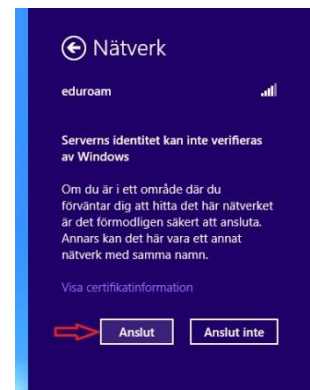 Nätverk
eduroam
Serverns identitet kan inte verifieras
av Windows
Om du är i ett område där du
förväntar dig att hitta det här nätverket
är det förmodligen säkert att ansluta.
Annars kan det här vara ett annat
nätverk med samma namn.
Visa certifikatinformation
Anslut Anslut inte